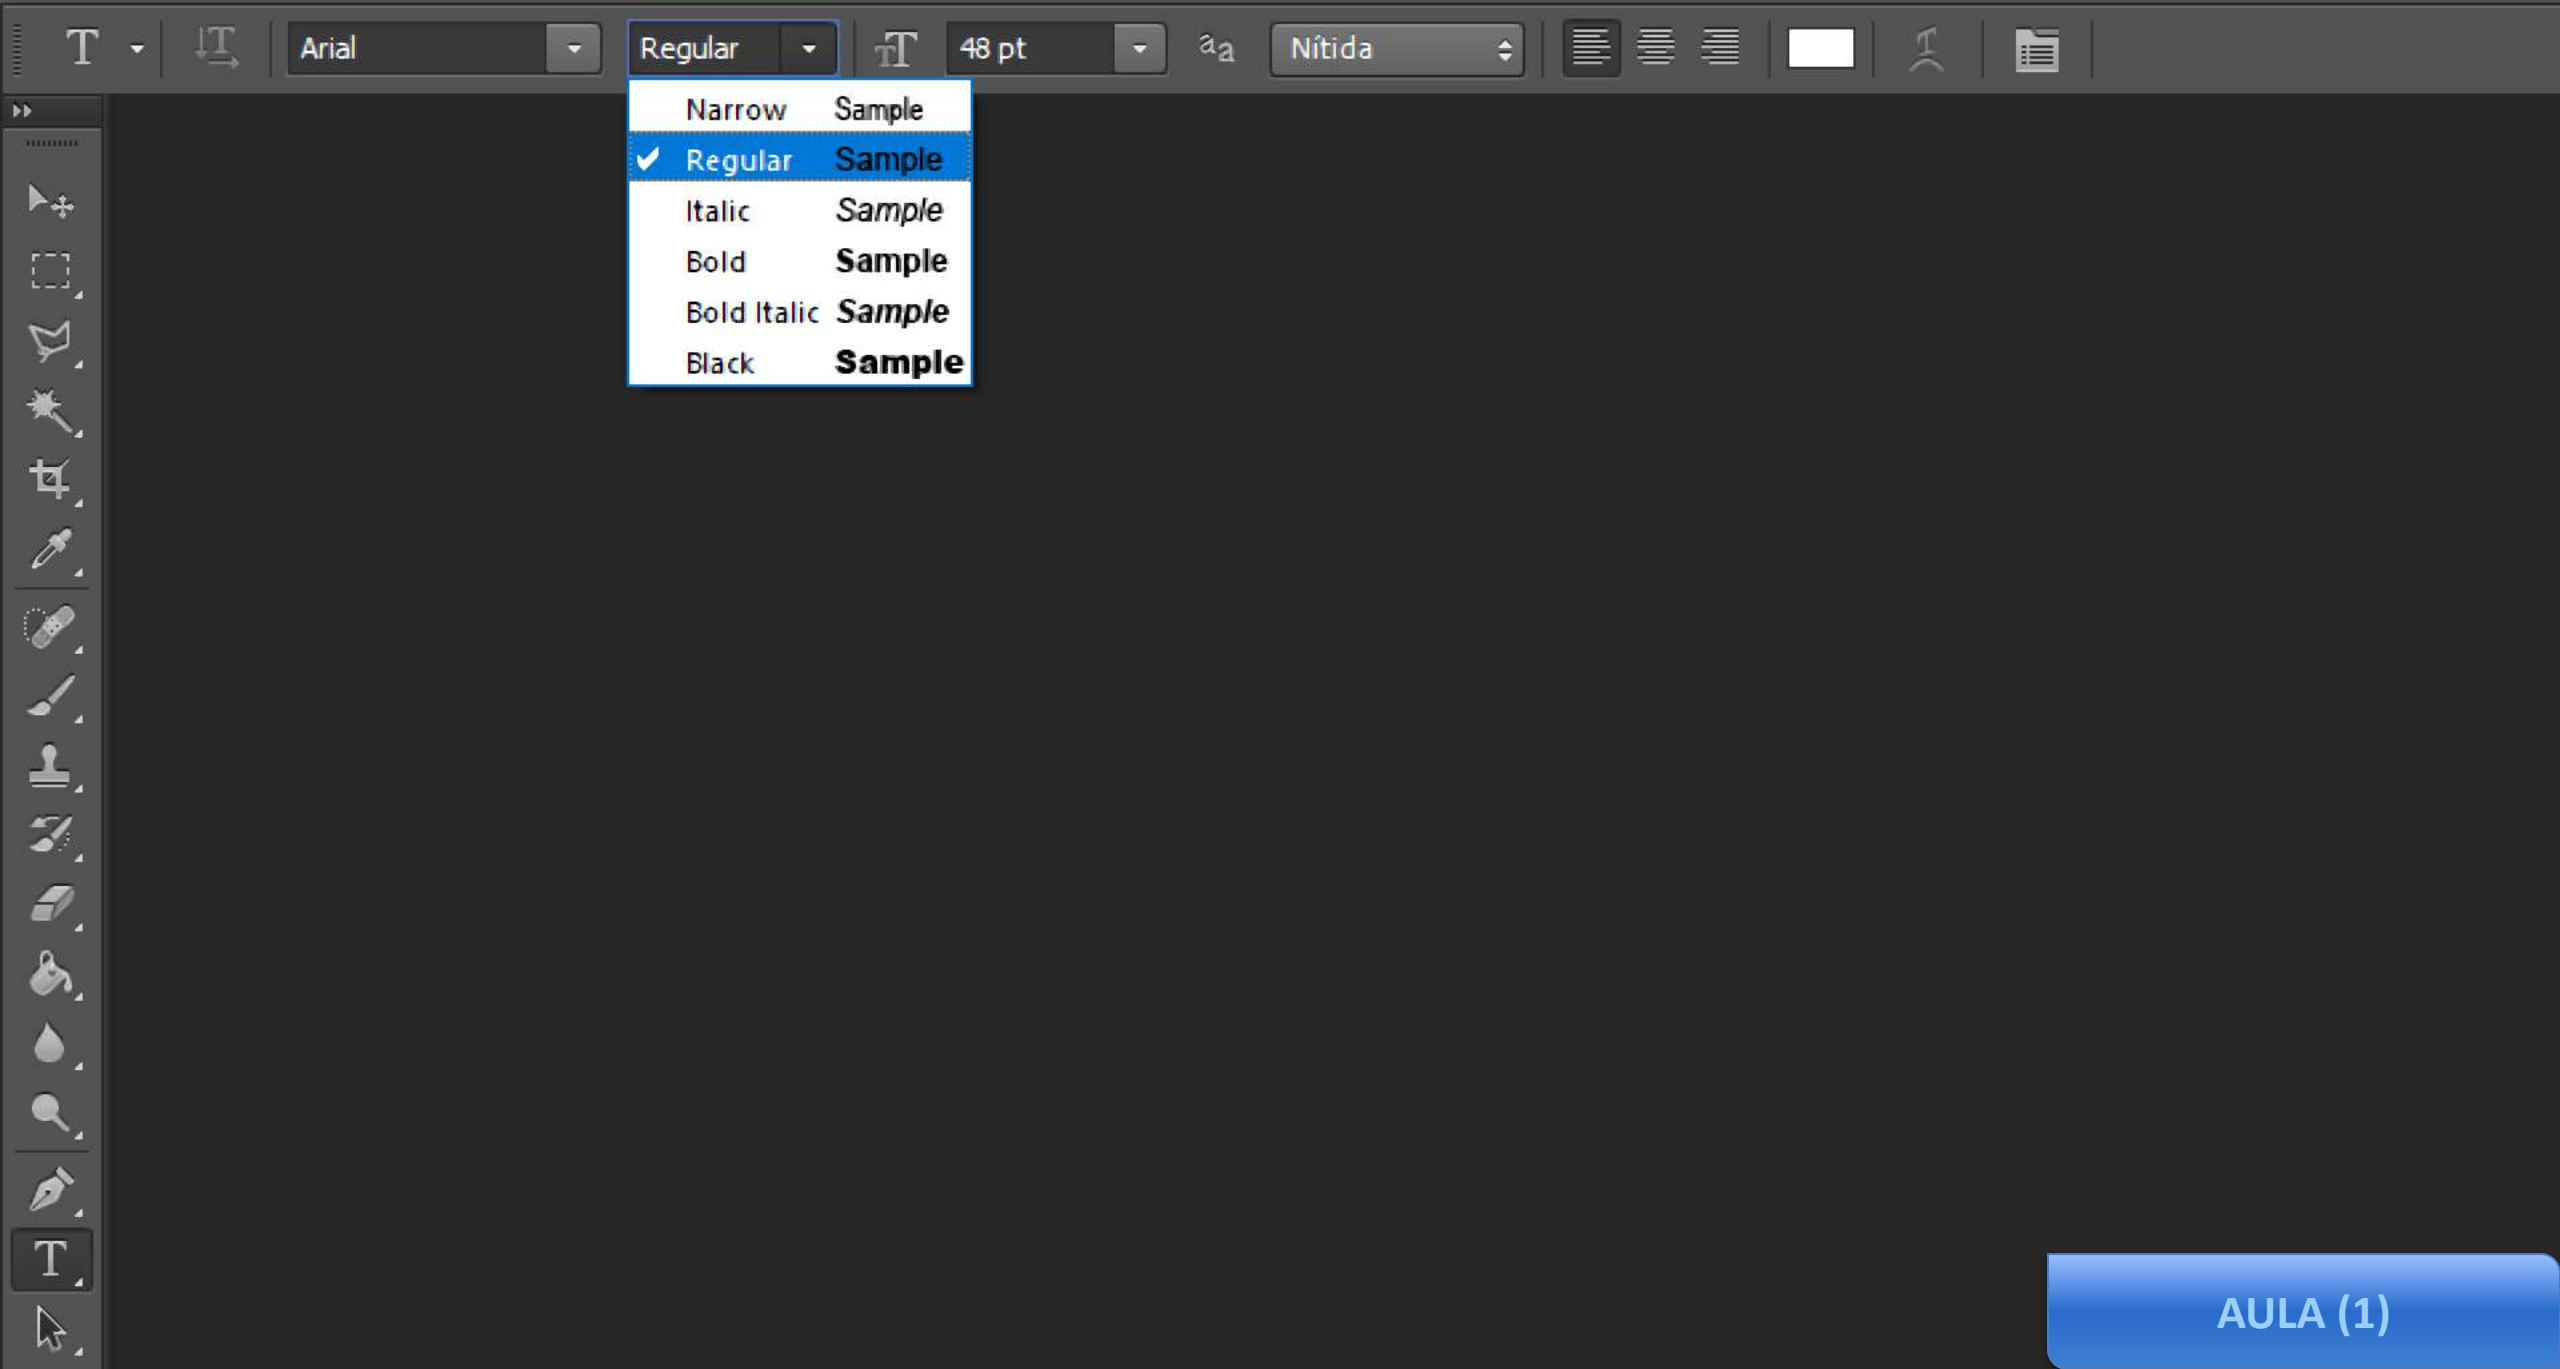 Arial Regular 48 pt Nítida
Narrow Sample
Regular Sample
Italic Sample
Bold Sample
Bold Italic Sample
Black Sample
AULA (1)